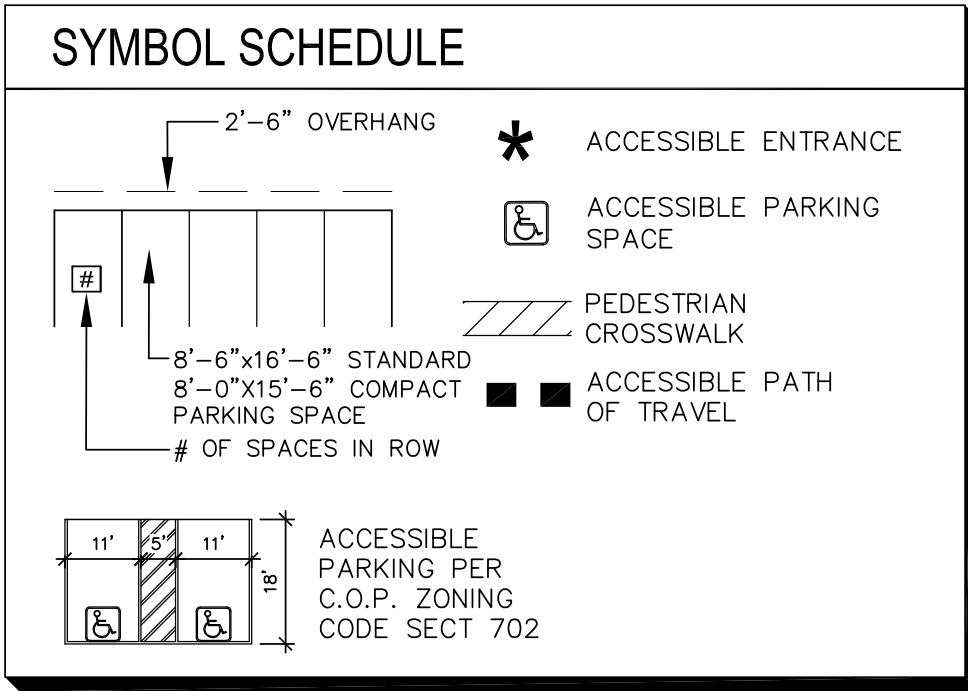 SYMBOL SCHEDULE
2'-6" OVERHANG
#
8'-6"x16'-6" STANDARD
8'-0"X15'-6" COMPACT
PARKING SPACE
# OF SPACES IN ROW
ACCESSIBLE ENTRANCE
ACCESSIBLE PARKING
SPACE
PEDESTRIAN
CROSSWALK
ACCESSIBLE PATH
OF TRAVEL
11' 5' 11'
18'
ACCESSIBLE
PARKING PER
C.O.P. ZONING
CODE SECT 702